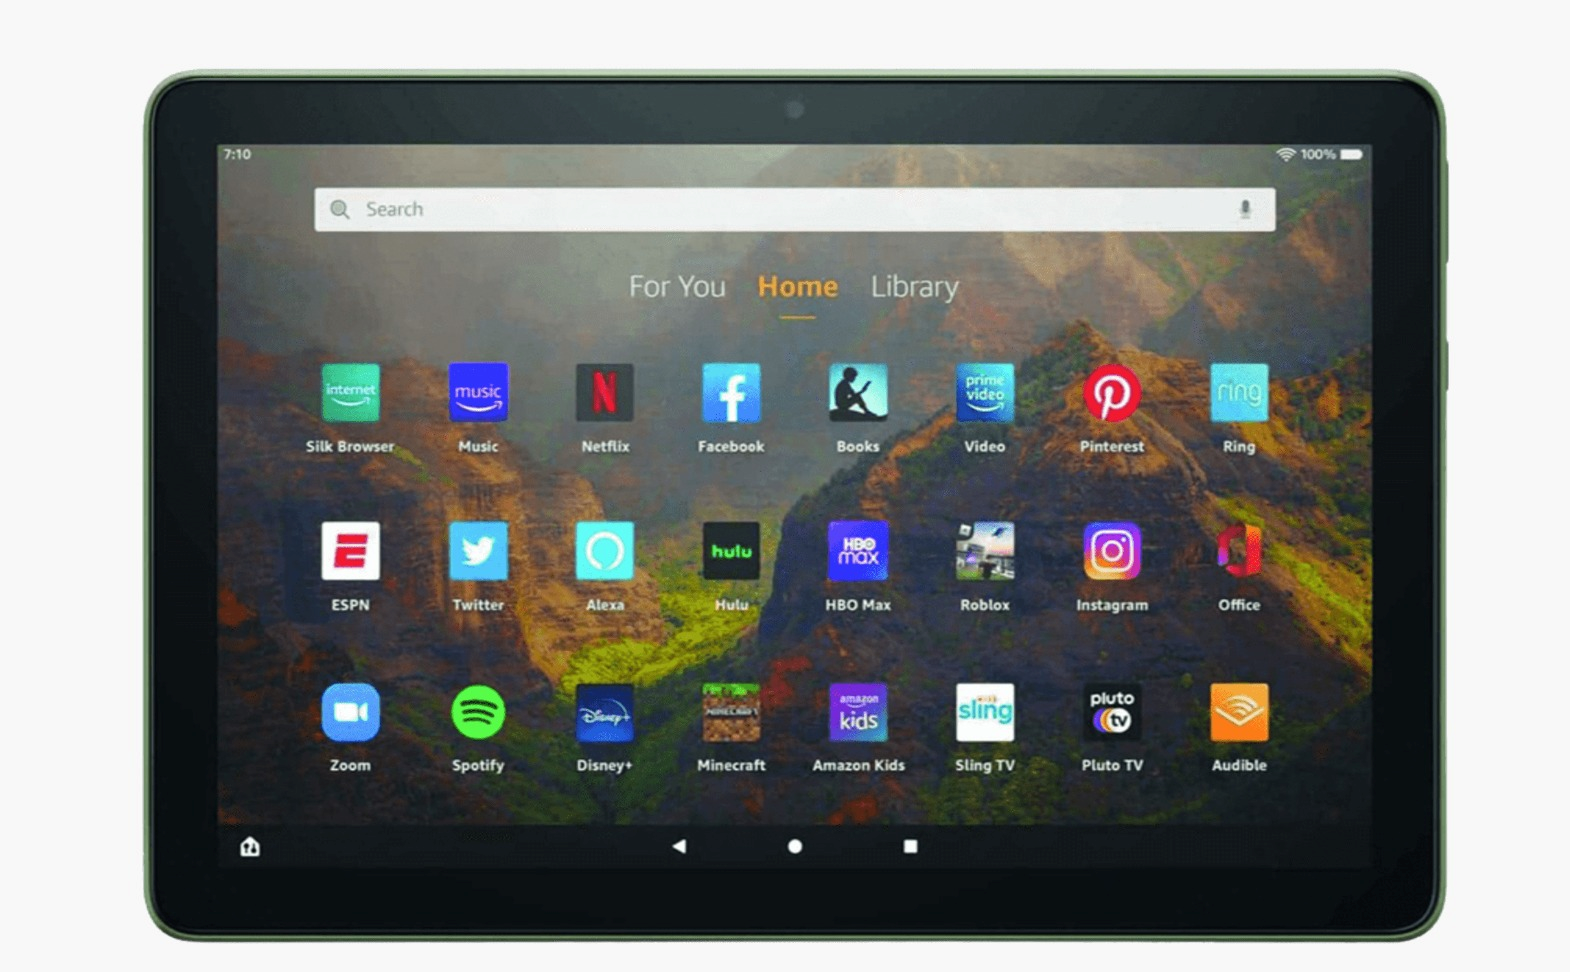 7:10 100%
Search
For You Home Library
internet music N f prime video ring
Silk Browser Music Netflix Facebook Books Video Pinterest Ring
hulu HBO max
ESPN Twitter Alexa Hulu HBO Max Roblox Instagram Office
Disney+ MINECRAFT amazon kids sling pluto tv
Zoom Spotify Disney+ Minecraft Amazon Kids Sling TV Pluto TV Audible